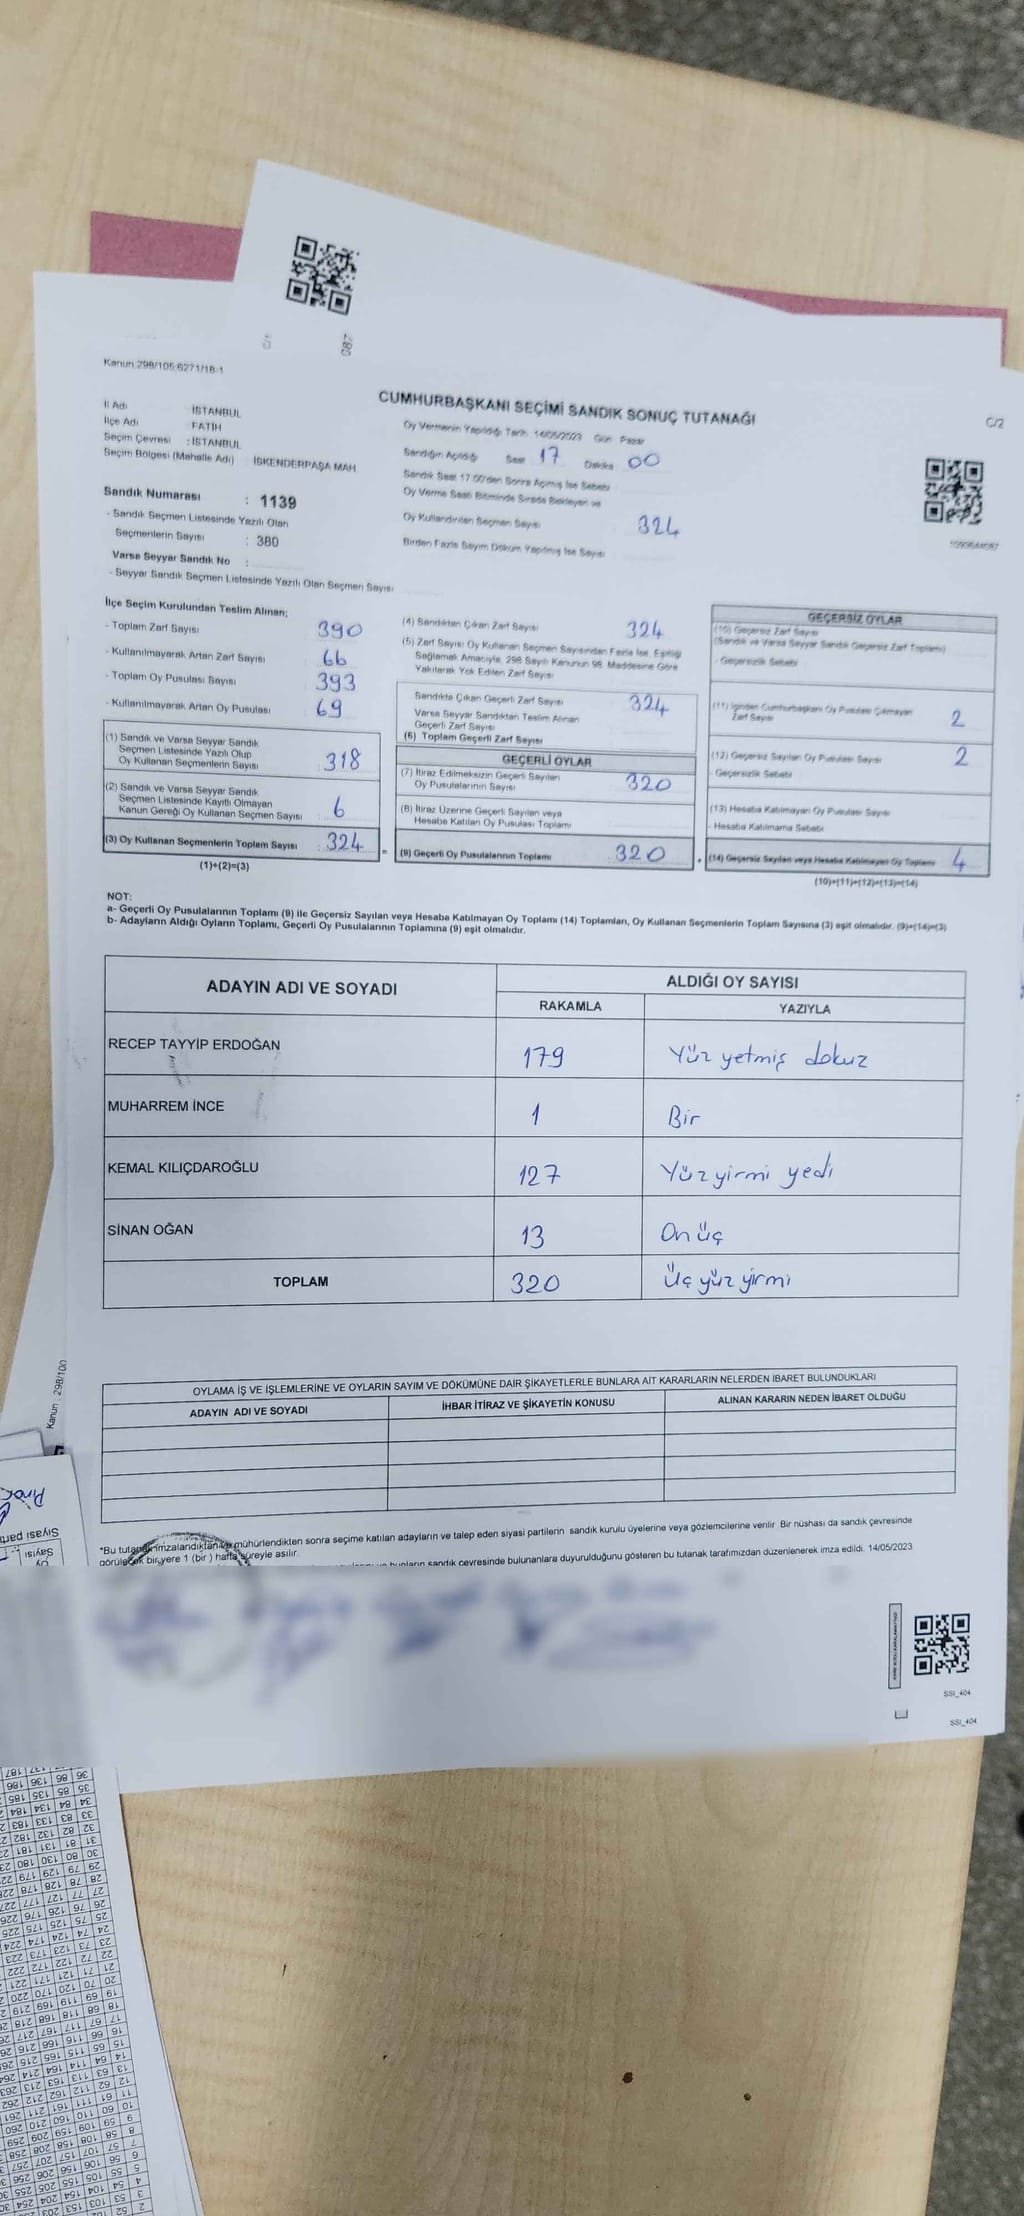 Kanun 298/105;6271/18-1
CUMHURBAŞKANI SEÇİMİ SANDIK SONUÇ TUTANAĞI
C/2
İl Adı : İSTANBUL
İlçe Adı FATİH
Seçim Çevresi : İSTANBUL
Seçim Bölgesi (Mahalle Adı) : İSKENDERPAŞA MAH
Oy Vermenin Yapıldığı Tarih 14/05/2023 Gün Pazar
Sandığın Açıldığı Saat 17 Dakika 00
Sandık Saat 17:00'den Sonra Açılmış İse Sebebi
Oy Verme Saati Bitiminde Sırada Bekleyen ve
Oy Kullandırılan Seçmen Sayısı 324
Birden Fazla Sayım Döküm Yapılmış İse Sayısı
Sandık Numarası : 1139
- Sandık Seçmen Listesinde Yazılı Olan
Seçmenlerin Sayısı : 380
Varsa Seyyar Sandık No :
- Seyyar Sandık Seçmen Listesinde Yazılı Olan Seçmen Sayısı
İlçe Seçim Kurulundan Teslim Alınan;
- Toplam Zarf Sayısı 390
- Kullanılmayarak Artan Zarf Sayısı 66
- Toplam Oy Pusulası Sayısı 393
- Kullanılmayarak Artan Oy Pusulası 69
(1) Sandık ve Varsa Seyyar Sandık
Seçmen Listesinde Yazılı Olup
Oy Kullanan Seçmenlerin Sayısı 318
(2) Sandık ve Varsa Seyyar Sandık
Seçmen Listesinde Kayıtlı Olmayan
Kanun Gereği Oy Kullanan Seçmen Sayısı 6
(3) Oy Kullanan Seçmenlerin Toplam Sayısı 324
(1)+(2)=(3)
(4) Sandıktan Çıkan Zarf Sayısı 324
(5) Zarf Sayısı Oy Kullanan Seçmen Sayısından Fazla İse, Eşitliği
Sağlamak Amacıyla, 298 Sayılı Kanunun 98. Maddesine Göre
Yakılarak Yok Edilen Zarf Sayısı
Sandıkta Çıkan Geçerli Zarf Sayısı 324
Varsa Seyyar Sandıktan Teslim Alınan
Geçerli Zarf Sayısı
(6) Toplam Geçerli Zarf Sayısı
GEÇERLİ OYLAR
(7) İtiraz Edilmeksizin Geçerli Sayılan
Oy Pusulalarının Sayısı 320
(8) İtiraz Üzerine Geçerli Sayılan veya
Hesaba Katılan Oy Pusulası Toplamı
(9) Geçerli Oy Pusulalarının Toplamı 320
GEÇERSİZ OYLAR
(10) Geçersiz Zarf Sayısı
(Sandık ve Varsa Seyyar Sandık Geçersiz Zarf Toplamı)
- Geçersizlik Sebebi
(11) İçinden Cumhurbaşkanı Oy Pusulası Çıkmayan
Zarf Sayısı 2
(12) Geçersiz Sayılan Oy Pusulası Sayısı 2
- Geçersizlik Sebebi
(13) Hesaba Katılmayan Oy Pusulası Sayısı
- Hesaba Katılmama Sebebi
(14) Geçersiz Sayılan veya Hesaba Katılmayan Oy Toplamı 4
(10)+(11)+(12)+(13)=(14)
NOT:
a- Geçerli Oy Pusulalarının Toplamı (9) ile Geçersiz Sayılan veya Hesaba Katılmayan Oy Toplamı (14) Toplamları, Oy Kullanan Seçmenlerin Toplam Sayısına (3) eşit olmalıdır. (9)+(14)=(3)
b- Adayların Aldığı Oyların Toplamı, Geçerli Oy Pusulalarının Toplamına (9) eşit olmalıdır.
ADAYIN ADI VE SOYADI ALDIĞI OY SAYISI
RAKAMLA YAZIYLA
RECEP TAYYİP ERDOĞAN 179 Yüz yetmiş dokuz
MUHARREM İNCE 1 Bir
KEMAL KILIÇDAROĞLU 127 Yüz yirmi yedi
SİNAN OĞAN 13 On üç
TOPLAM 320 Üç yüz yirmi
OYLAMA İŞ VE İŞLEMLERİNE VE OYLARIN SAYIM VE DÖKÜMÜNE DAİR ŞİKAYETLERLE BUNLARA AİT KARARLARIN NELERDEN İBARET BULUNDUKLARI
ADAYIN ADI VE SOYADI İHBAR İTİRAZ VE ŞİKAYETİN KONUSU ALINAN KARARIN NEDEN İBARET OLDUĞU
*Bu tutanak imzalandıktan ve mühürlendikten sonra seçime katılan adayların ve talep eden siyasi partilerin sandık kurulu üyelerine veya gözlemcilerine verilir Bir nüshası da sandık çevresinde
görülecek bir yere 1 (bir ) hafta süreyle asılır.
bunların sandık çevresinde bulunanlara duyurulduğunu gösteren bu tutanak tarafımızdan düzenlenerek imza edildi. 14/05/2023
SSI_404
SSI_404
Kanun : 298/100